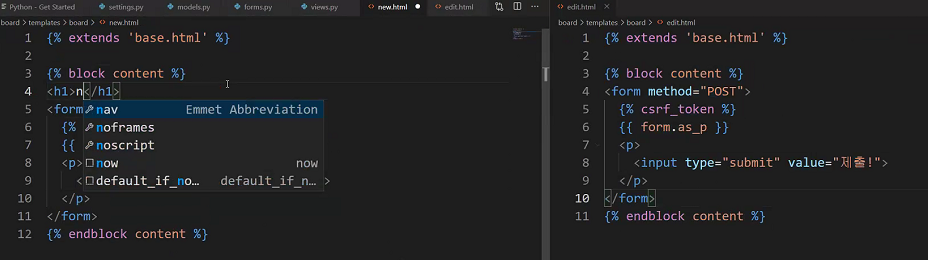 Python - Get Started settings.py models.py forms.py views.py new.html edit.html
board > templates > board > new.html
1 {% extends 'base.html' %}
2
3 {% block content %}
4 <h1>n</h1>
5 <form
6 {%
7 {{
8 <p>
9 < >
10 </p>
11 </form>
12 {% endblock content %}
nav Emmet Abbreviation
noframes
noscript
now now
default_if_no… default_if_n…
edit.html
board > templates > board > edit.html
1 {% extends 'base.html' %}
2
3 {% block content %}
4 <form method="POST">
5 {% csrf_token %}
6 {{ form.as_p }}
7 <p>
8 <input type="submit" value="제출!">
9 </p>
10 </form>
11 {% endblock content %}